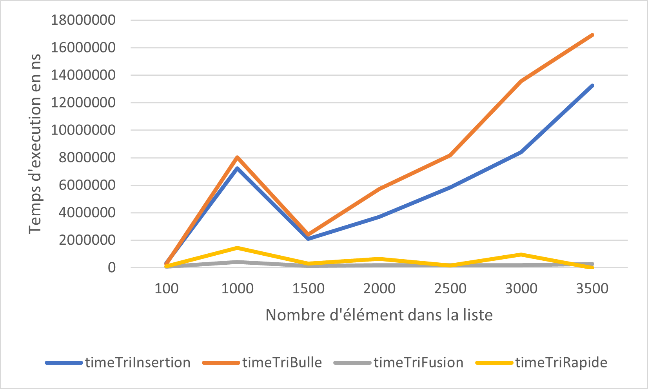 18000000
16000000
14000000
12000000
10000000
8000000
6000000
4000000
2000000
0
Temps d'execution en ns
100 1000 1500 2000 2500 3000 3500
Nombre d'élément dans la liste
timeTriInsertion timeTriBulle timeTriFusion timeTriRapide